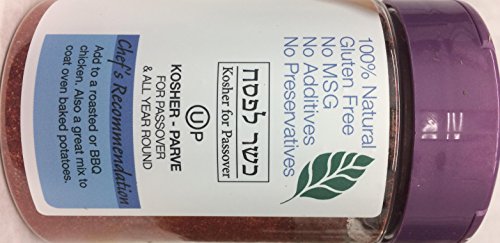 100% Natural
Gluten Free
No MSG
No Additives
No Preservatives
כשר לפסח
Kosher for Passover
U P
KOSHER - PARVE
FOR PASSOVER
& ALL YEAR ROUND
Chef's Recommendation
Add to a roasted or BBQ
chicken. Also a great mix to
coat oven baked potatoes.